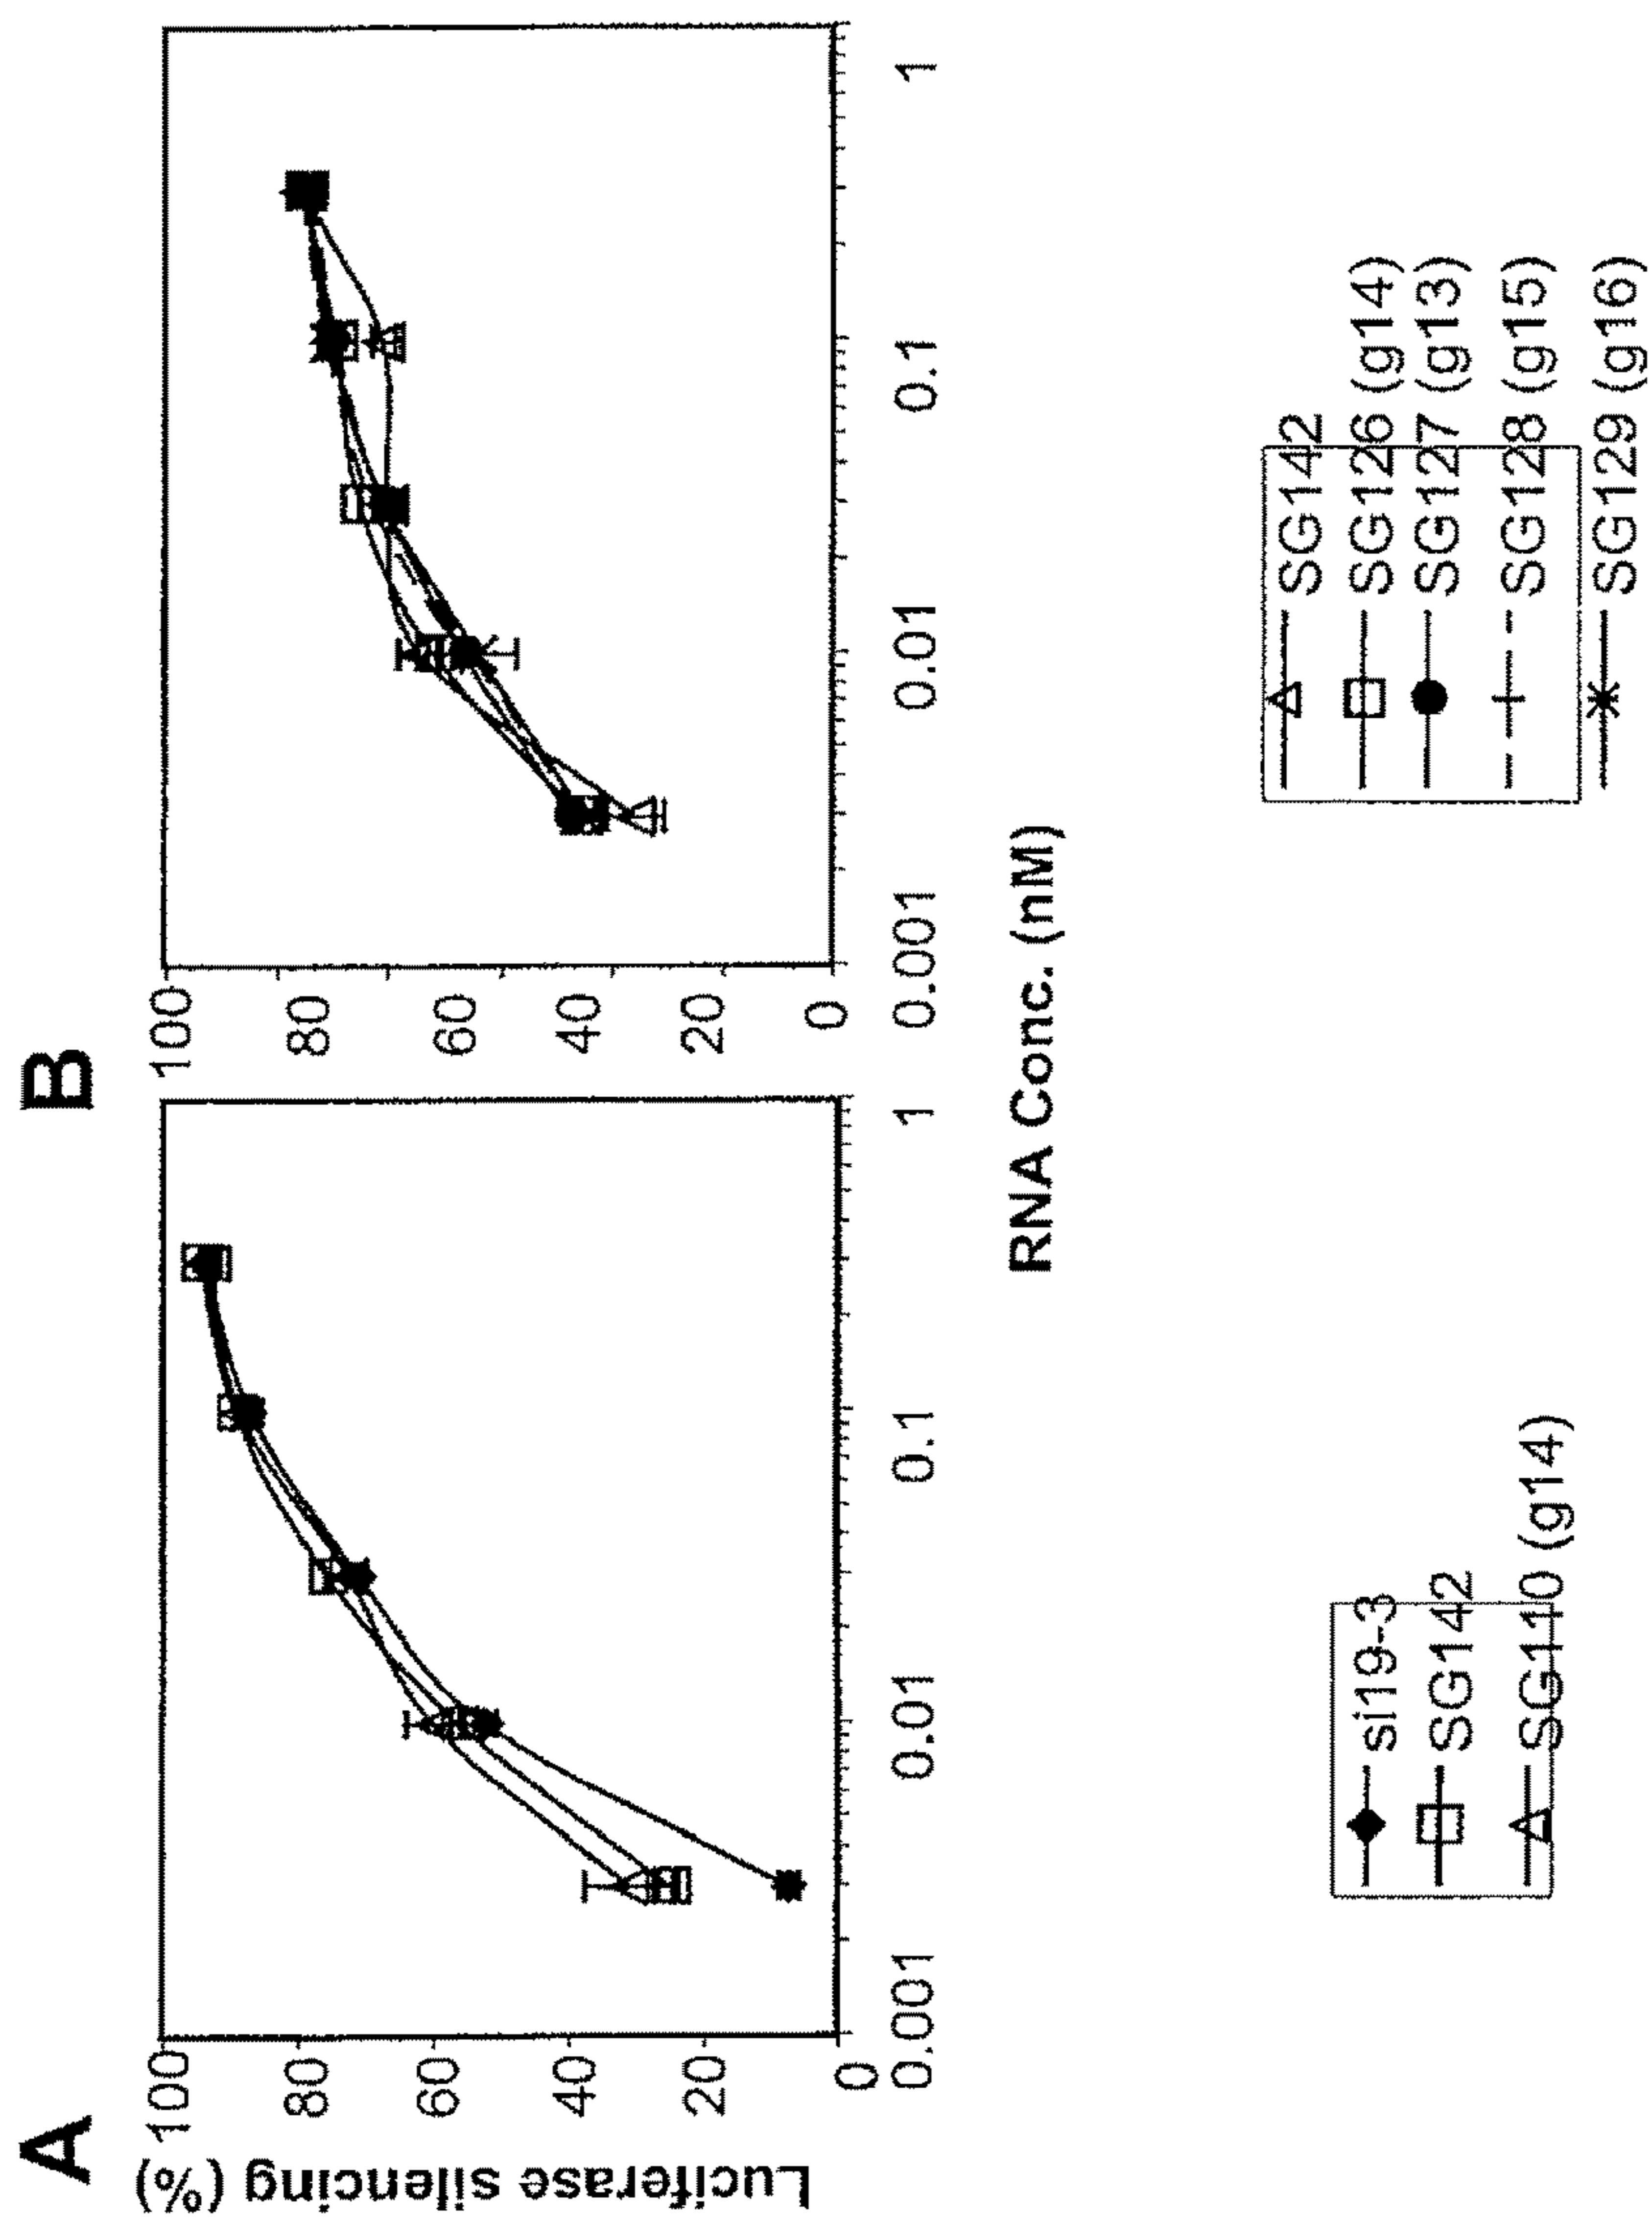 A
Luciferase silencing (%)
100
80
60
40
20
0
0.001
0.01
0.1
1
B
100
80
60
40
20
0
0.001
0.01
0.1
1
RNA Conc. (nM)
si19-3
SG142
SG110 (g14)
SG142
SG126 (g14)
SG127 (g13)
SG128 (g15)
SG129 (g16)